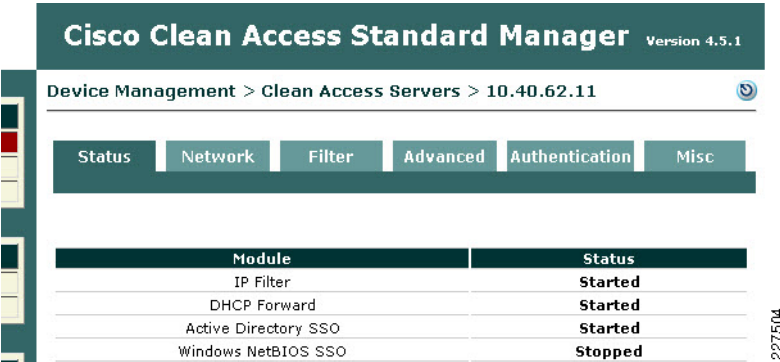 Cisco Clean Access Standard Manager Version 4.5.1
Device Management > Clean Access Servers > 10.40.62.11
Status Network Filter Advanced Authentication Misc
Module Status
IP Filter Started
DHCP Forward Started
Active Directory SSO Started
Windows NetBIOS SSO Stopped
227504